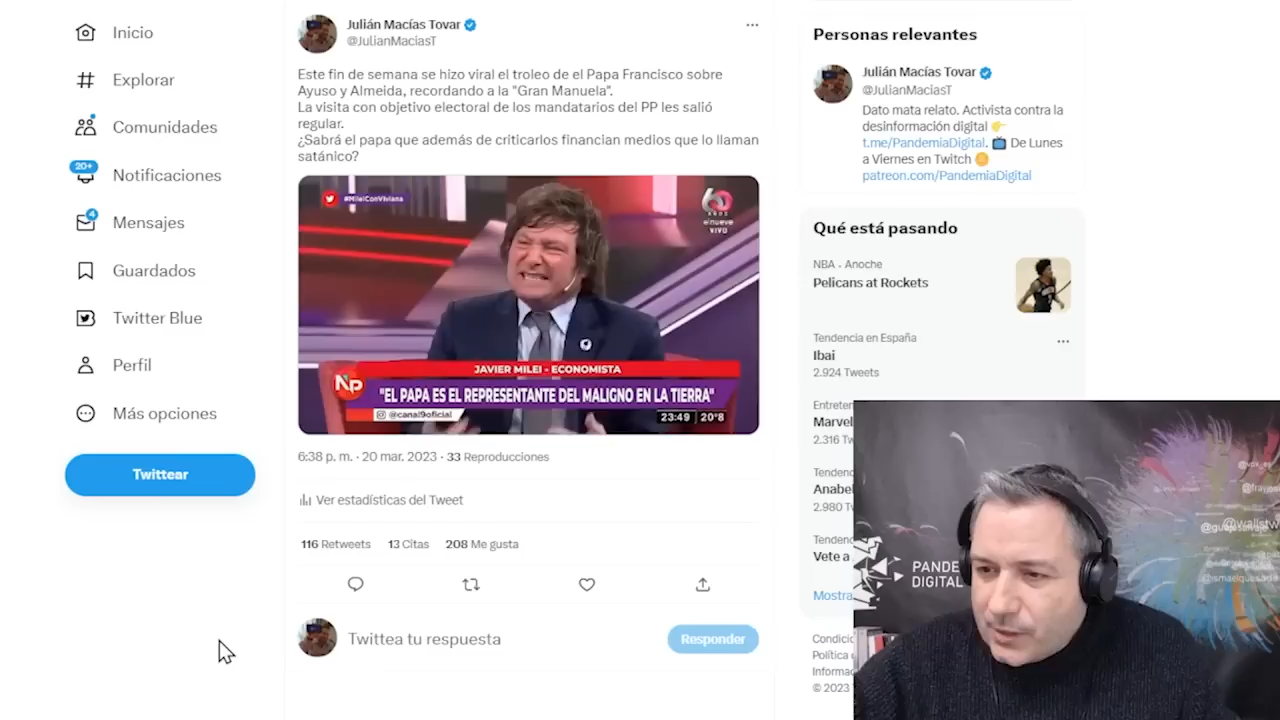 Inicio
Explorar
Comunidades
20+
Notificaciones
4
Mensajes
Guardados
Twitter Blue
Perfil
Más opciones
Twittear
Julián Macías Tovar
@JulianMaciasT
Este fin de semana se hizo viral el troleo de el Papa Francisco sobre
Ayuso y Almeida, recordando a la "Gran Manuela".
La visita con objetivo electoral de los mandatarios del PP les salió
regular.
¿Sabrá el papa que además de criticarlos financian medios que lo llaman
satánico?
#MileiConViviana
60
AÑOS
elnueve
VIVO
JAVIER MILEI - ECONOMISTA
Np
"EL PAPA ES EL REPRESENTANTE DEL MALIGNO EN LA TIERRA"
@canal9oficial
23:49 20°8
6:38 p. m. · 20 mar. 2023 · 33 Reproducciones
Ver estadísticas del Tweet
116 Retweets 13 Citas 208 Me gusta
Twittea tu respuesta
Responder
Personas relevantes
Julián Macías Tovar
@JulianMaciasT
Dato mata relato. Activista contra la
desinformación digital
t.me/PandemiaDigital. De Lunes
a Viernes en Twitch
patreon.com/PandemiaDigital
Qué está pasando
NBA · Anoche
Pelicans at Rockets
Tendencia en España
Ibai
2.924 Tweets
Marvel
2.316
2.980
Vete a
© 2023
DIGITAL